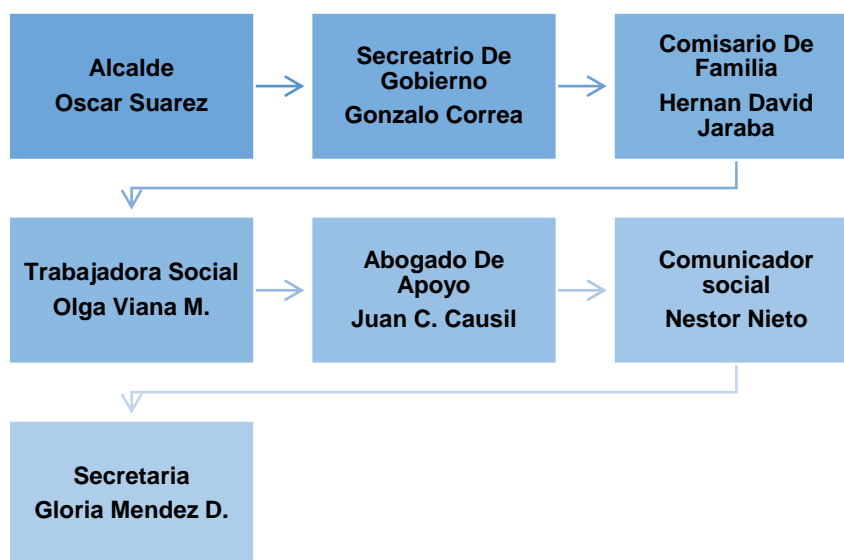 Alcalde
Oscar Suarez
Secreatrio De
Gobierno
Gonzalo Correa
Comisario De
Familia
Hernan David
Jaraba
Trabajadora Social
Olga Viana M.
Abogado De
Apoyo
Juan C. Causil
Comunicador
social
Nestor Nieto
Secretaria
Gloria Mendez D.